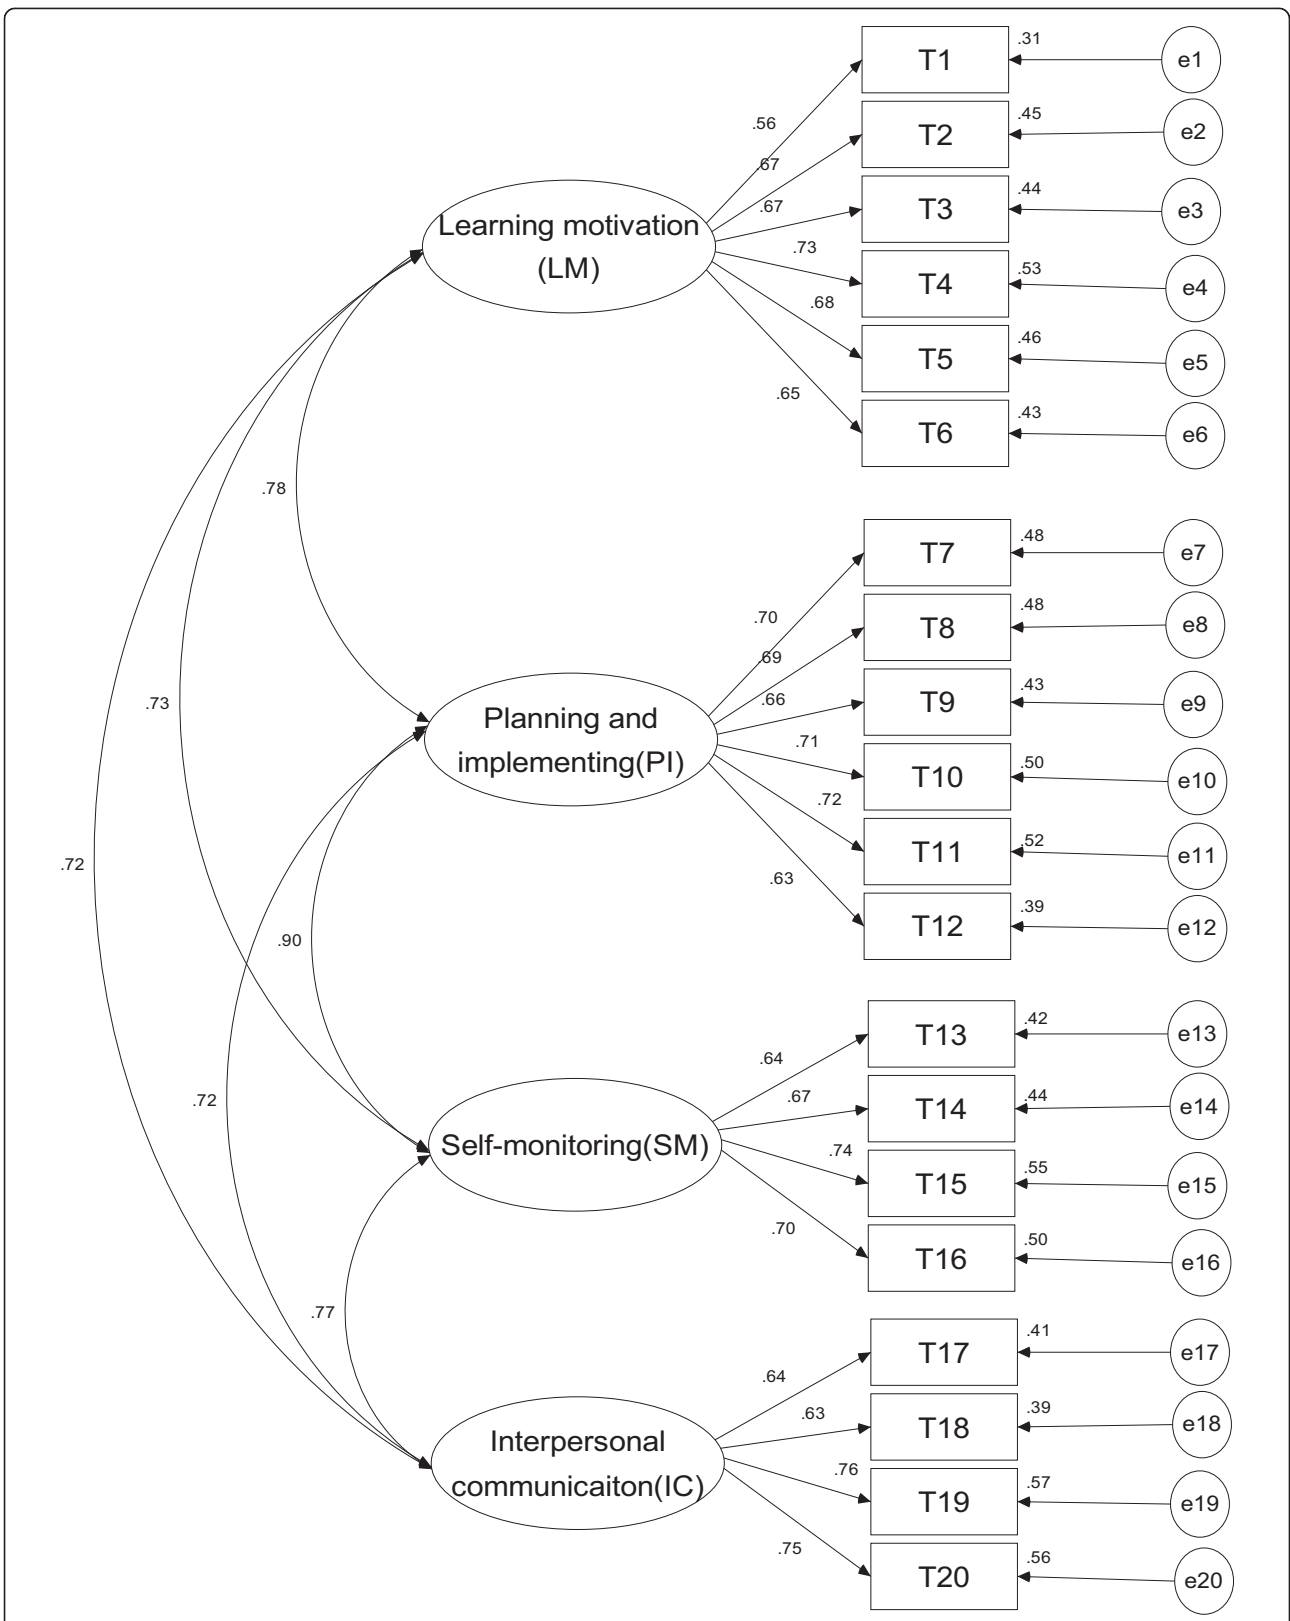 .31
T1
e1
.56
.45
T2
e2
.67
.44
T3
e3
.67
Learning motivation
(LM)
.73
.53
T4
e4
.68
.46
T5
e5
.65
.43
T6
e6
.78
.48
T7
e7
.70
.48
T8
e8
.69
.43
T9
e9
.66
.73
Planning and
implementing(PI)
.71
.50
T10
e10
.72
.52
T11
e11
.72
.63
.39
T12
e12
.90
.42
T13
e13
.64
.44
T14
e14
.67
.72
Self-monitoring(SM)
.74
.55
T15
e15
.70
.50
T16
e16
.77
.41
T17
e17
.64
.39
T18
e18
.63
Interpersonal
communicaiton(IC)
.76
.57
T19
e19
.75
.56
T20
e20